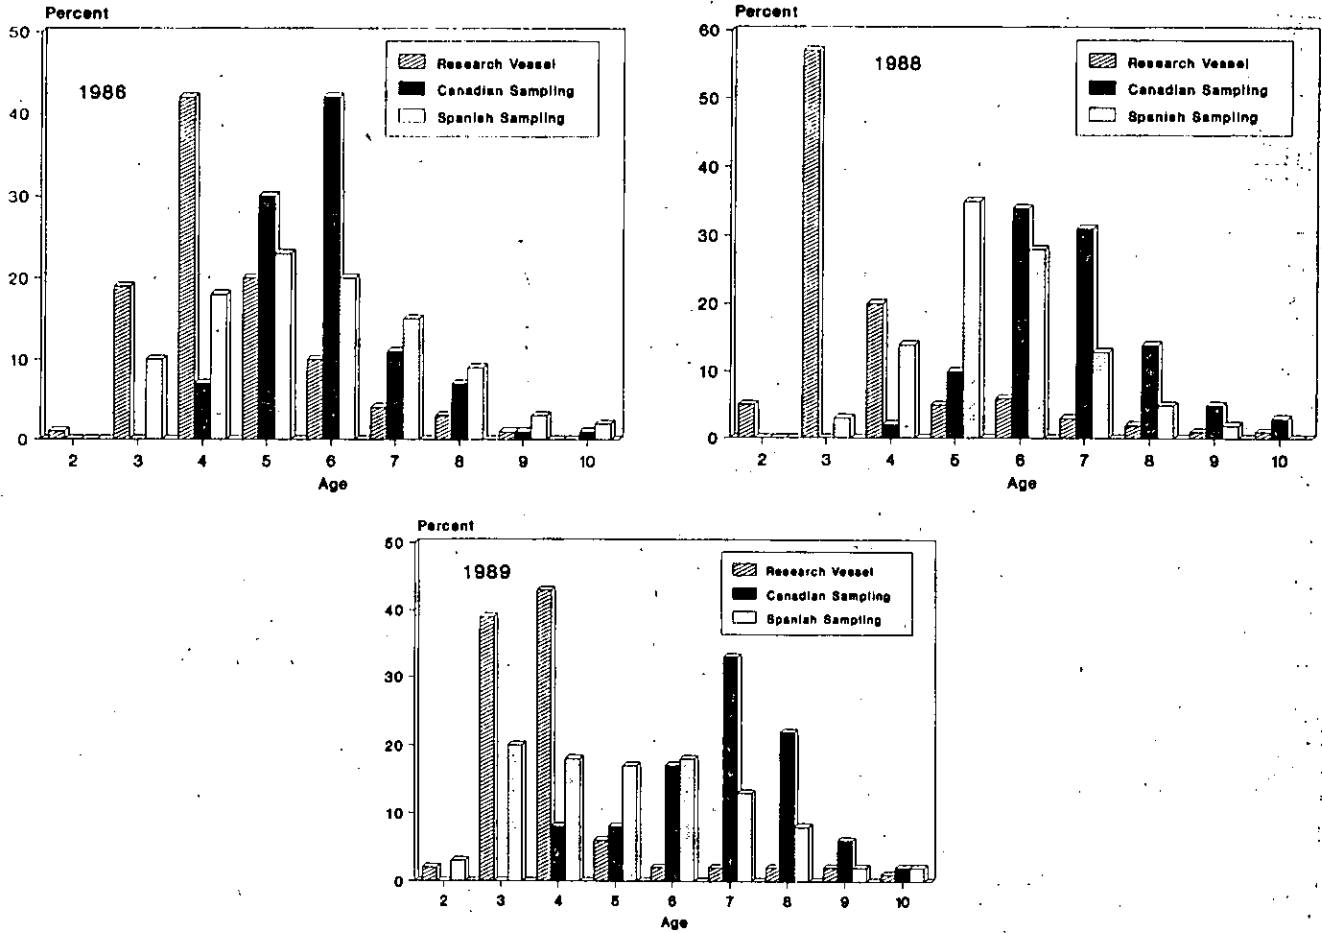 Percent
50
40
30
20
10
0
1986
Research Vessel
Canadian Sampling
Spanish Sampling
2 3 4 5 6 7 8 9 10
Age
Percent
60
50
40
30
20
10
0
1988
Research Vessel
Canadian Sampling
Spanish Sampling
2 3 4 5 6 7 8 9 10
Age
Percent
50
40
30
20
10
0
1989
Research Vessel
Canadian Sampling
Spanish Sampling
2 3 4 5 6 7 8 9 10
Age